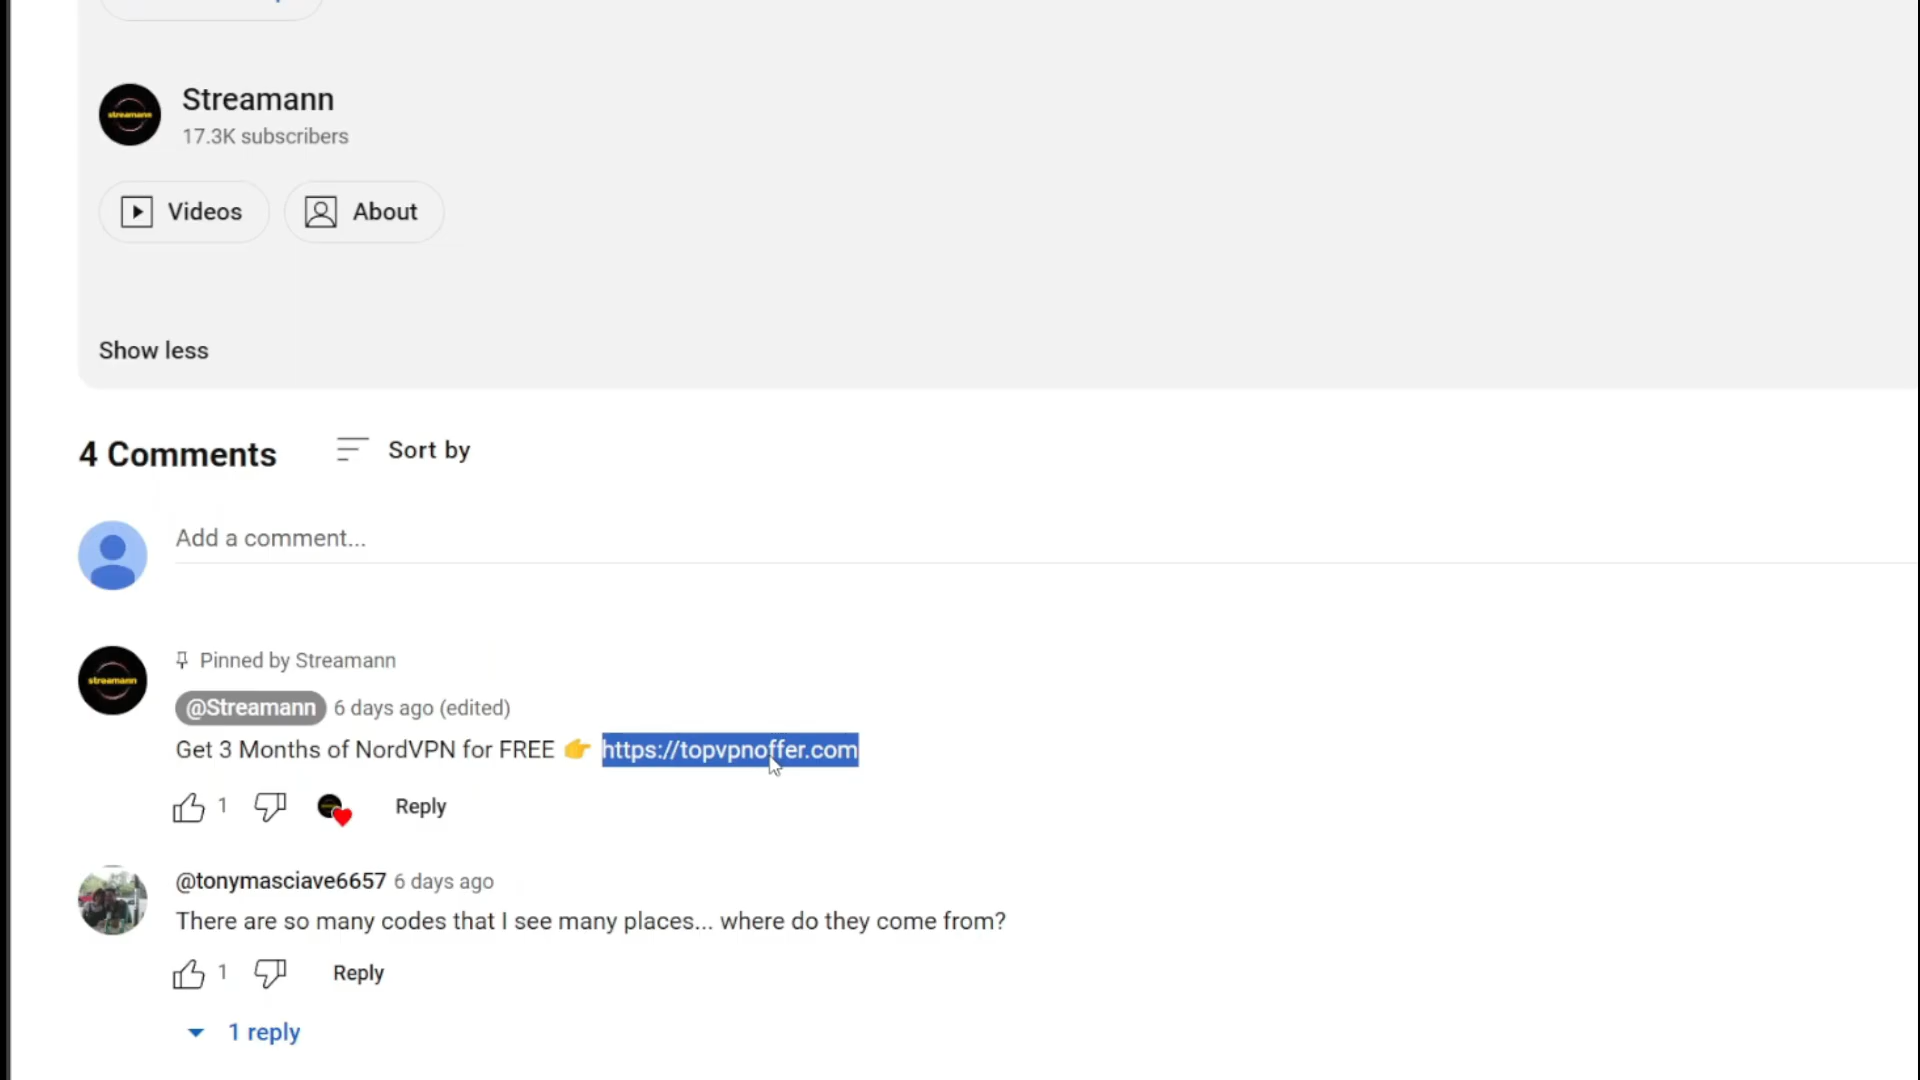 Streamann
17.3K subscribers
Videos
About
Show less
4 Comments
Sort by
Add a comment...
streamann
Pinned by Streamann
@Streamann 6 days ago (edited)
Get 3 Months of NordVPN for FREE 👉 https://topvpnoffer.com
1
Reply
@tonymasciave6657 6 days ago
There are so many codes that I see many places... where do they come from?
1
Reply
1 reply